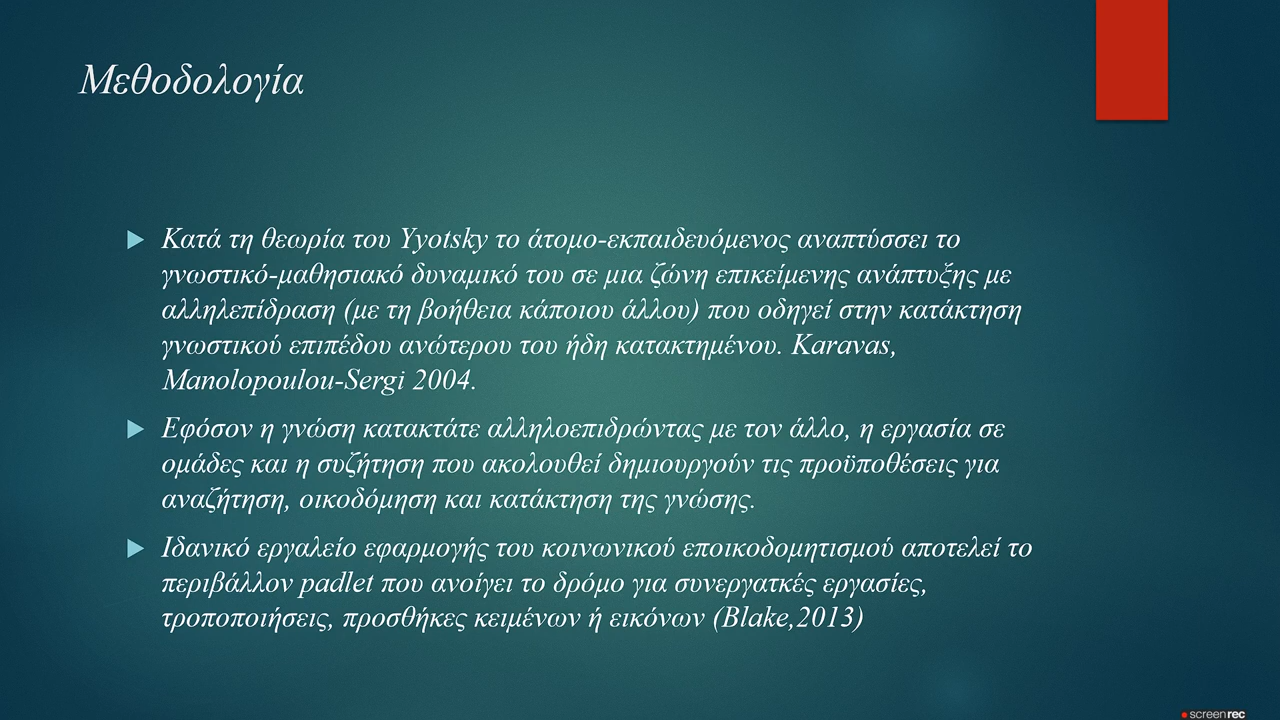 Μεθοδολογία
Κατά τη θεωρία του Yyotsky το άτομο-εκπαιδευόμενος αναπτύσσει το
γνωστικό-μαθησιακό δυναμικό του σε μια ζώνη επικείμενης ανάπτυξης με
αλληλεπίδραση (με τη βοήθεια κάποιου άλλου) που οδηγεί στην κατάκτηση
γνωστικού επιπέδου ανώτερου του ήδη κατακτημένου. Karavas,
Manolopoulou-Sergi 2004.
Εφόσον η γνώση κατακτάτε αλληλοεπιδρώντας με τον άλλο, η εργασία σε
ομάδες και η συζήτηση που ακολουθεί δημιουργούν τις προϋποθέσεις για
αναζήτηση, οικοδόμηση και κατάκτηση της γνώσης.
Ιδανικό εργαλείο εφαρμογής του κοινωνικού εποικοδομητισμού αποτελεί το
περιβάλλον padlet που ανοίγει το δρόμο για συνεργατκές εργασίες,
τροποποιήσεις, προσθήκες κειμένων ή εικόνων (Blake,2013)
screenrec